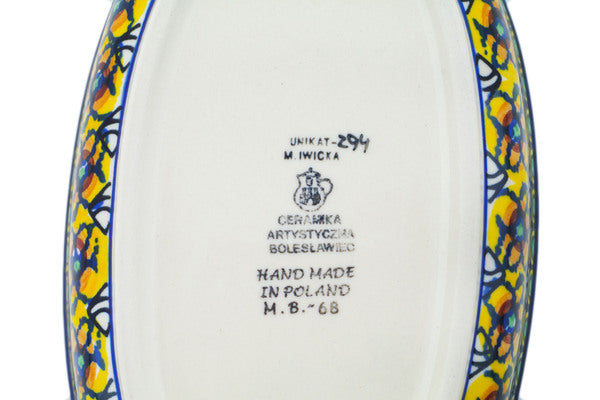 UNIKAT-294
M. IWICKA
CERAMIKA
ARTYSTYCZNA
BOLESŁAWIEC
HAND MADE
IN POLAND
M.B.-68